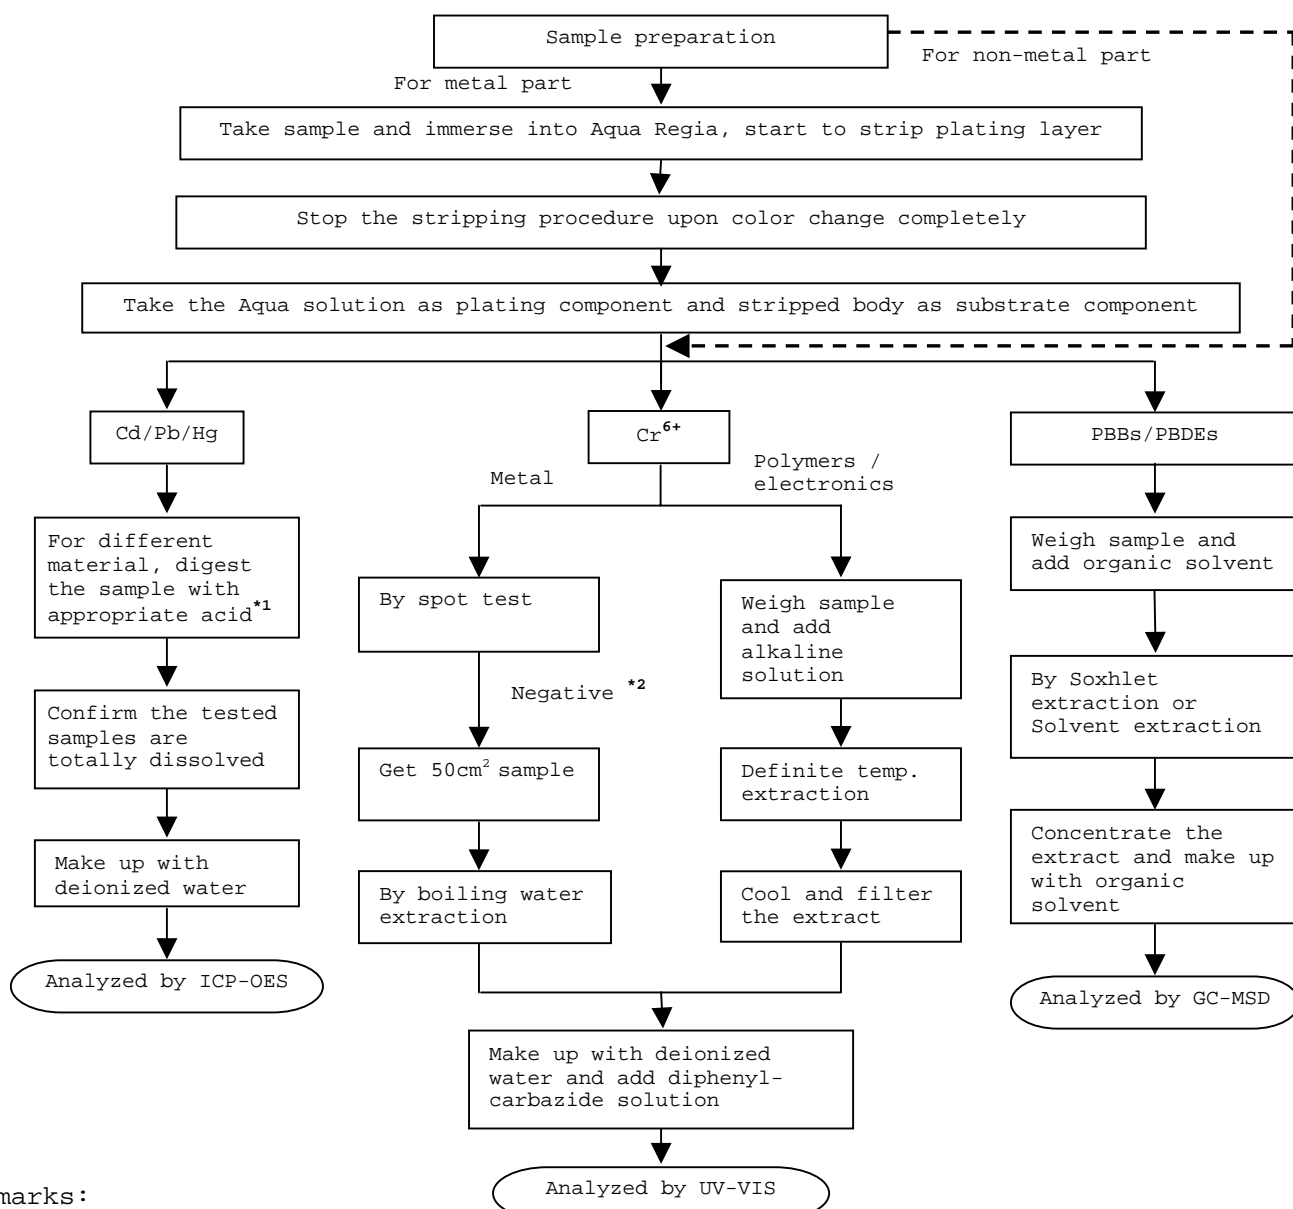 Sample preparation
For non-metal part
For metal part
Take sample and immerse into Aqua Regia, start to strip plating layer
Stop the stripping procedure upon color change completely
Take the Aqua solution as plating component and stripped body as substrate component
Cd/Pb/Hg
Cr6+
PBBs/PBDEs
Metal
Polymers /
electronics
For different
material, digest
the sample with
appropriate acid*1
Confirm the tested
samples are
totally dissolved
Make up with
deionized water
Analyzed by ICP-OES
By spot test
Negative *2
Get 50cm2 sample
By boiling water
extraction
Weigh sample
and add
alkaline
solution
Definite temp.
extraction
Cool and filter
the extract
Make up with deionized
water and add diphenyl-
carbazide solution
Analyzed by UV-VIS
Weigh sample and
add organic solvent
By Soxhlet
extraction or
Solvent extraction
Concentrate the
extract and make up
with organic
solvent
Analyzed by GC-MSD
marks: